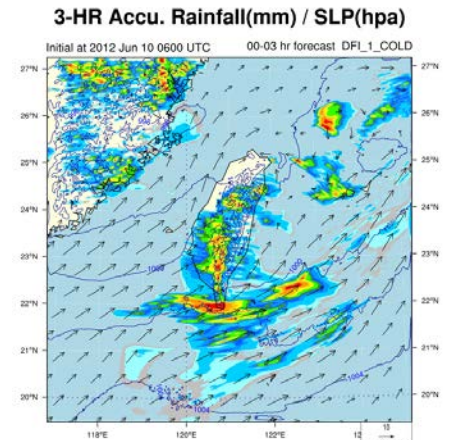 3-HR Accu. Rainfall(mm) / SLP(hpa)
Initial at 2012 Jun 10 0600 UTC 00-03 hr forecast DFI_1_COLD
27°N 27°N
26°N 26°N
25°N 25°N
24°N 24°N
23°N 23°N
22°N 22°N
21°N 21°N
20°N 20°N
1000
1004
1004
118°E 120°E 122°E 12
10